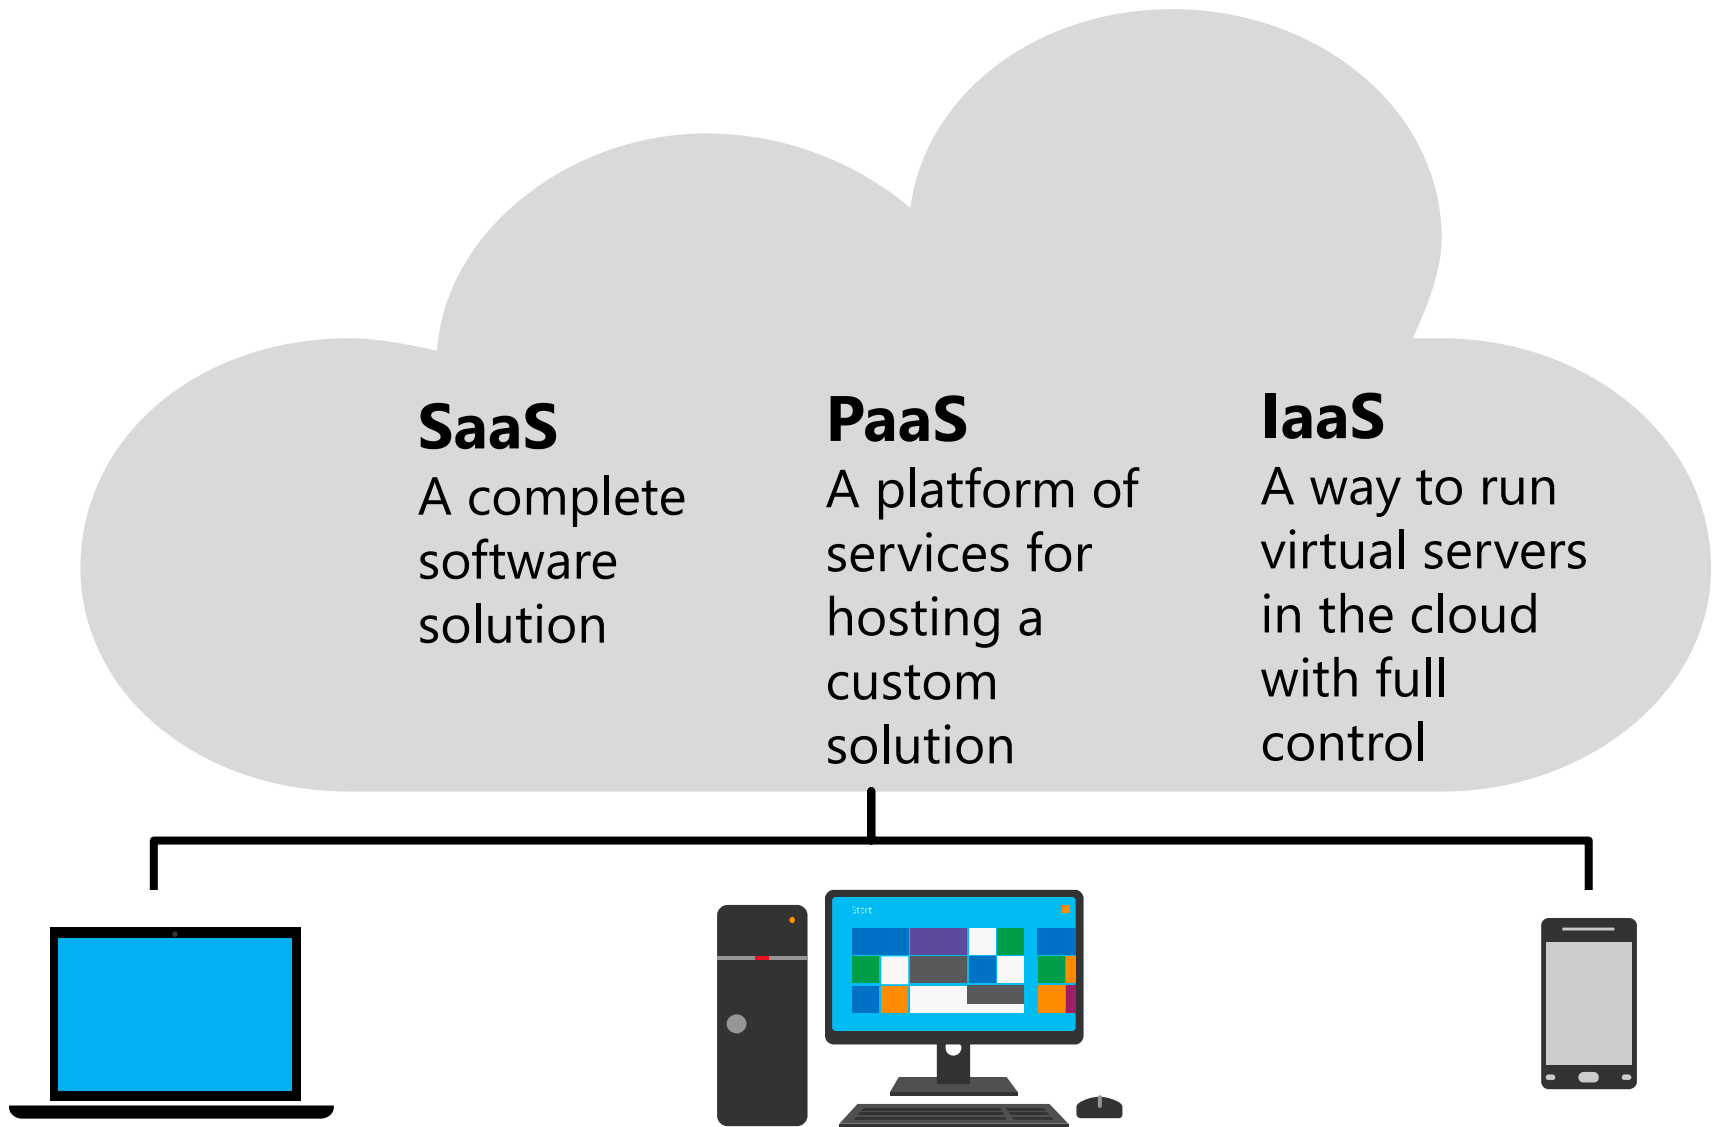 SaaS
A complete
software
solution
PaaS
A platform of
services for
hosting a
custom
solution
IaaS
A way to run
virtual servers
in the cloud
with full
control
Start